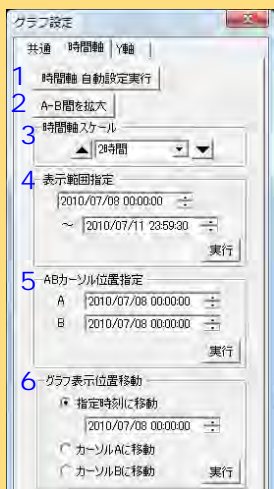 グラフ設定
共通 時間軸 Y軸
1 時間軸 自動設定実行
2 A-B間を拡大
3 時間軸スケール
2時間
4 表示範囲指定
2010/07/08 00:00:00
～ 2010/07/11 23:59:30
実行
5 ABカーソル位置指定
A 2010/07/08 00:00:00
B 2010/07/08 00:00:00
実行
6 グラフ表示位置移動
指定時刻に移動
2010/07/08 00:00:00
カーソルAに移動
カーソルBに移動 実行